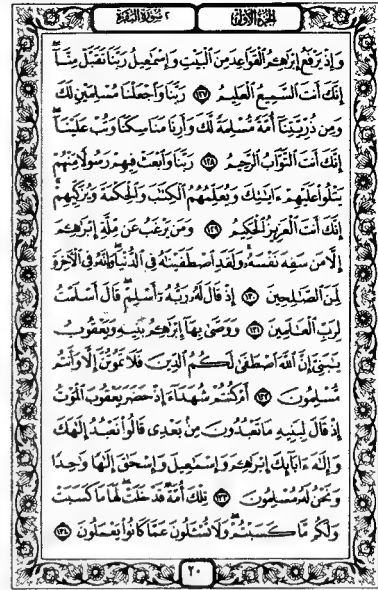 الجزء الأول
٢ سورة البقرة
وَإِذْ يَرْفَعُ إِبْرَٰهِـۧمُ ٱلْقَوَاعِدَ مِنَ ٱلْبَيْتِ وَإِسْمَٰعِيلُ رَبَّنَا تَقَبَّلْ مِنَّآ
إِنَّكَ أَنتَ ٱلسَّمِيعُ ٱلْعَلِيمُ ١٢٧ رَبَّنَا وَٱجْعَلْنَا مُسْلِمَيْنِ لَكَ
وَمِن ذُرِّيَّتِنَآ أُمَّةً مُّسْلِمَةً لَّكَ وَأَرِنَا مَنَاسِكَنَا وَتُبْ عَلَيْنَآ
إِنَّكَ أَنتَ ٱلتَّوَّابُ ٱلرَّحِيمُ ١٢٨ رَبَّنَا وَٱبْعَثْ فِيهِمْ رَسُولًا مِّنْهُمْ
يَتْلُوا۟ عَلَيْهِمْ ءَايَٰتِكَ وَيُعَلِّمُهُمُ ٱلْكِتَٰبَ وَٱلْحِكْمَةَ وَيُزَكِّيهِمْ
إِنَّكَ أَنتَ ٱلْعَزِيزُ ٱلْحَكِيمُ ١٢٩ وَمَن يَرْغَبُ عَن مِّلَّةِ إِبْرَٰهِـۧمَ
إِلَّا مَن سَفِهَ نَفْسَهُۥ وَلَقَدِ ٱصْطَفَيْنَٰهُ فِى ٱلدُّنْيَا وَإِنَّهُۥ فِى ٱلْءَاخِرَةِ
لَمِنَ ٱلصَّٰلِحِينَ ١٣٠ إِذْ قَالَ لَهُۥ رَبُّهُۥٓ أَسْلِمْ قَالَ أَسْلَمْتُ
لِرَبِّ ٱلْعَٰلَمِينَ ١٣١ وَوَصَّىٰ بِهَآ إِبْرَٰهِـۧمُ بَنِيهِ وَيَعْقُوبُ
يَٰبَنِىَّ إِنَّ ٱللَّهَ ٱصْطَفَىٰ لَكُمُ ٱلدِّينَ فَلَا تَمُوتُنَّ إِلَّا وَأَنتُم
مُّسْلِمُونَ ١٣٢ أَمْ كُنتُمْ شُهَدَآءَ إِذْ حَضَرَ يَعْقُوبَ ٱلْمَوْتُ
إِذْ قَالَ لِبَنِيهِ مَا تَعْبُدُونَ مِنۢ بَعْدِى قَالُوا۟ نَعْبُدُ إِلَٰهَكَ
وَإِلَٰهَ ءَابَآئِكَ إِبْرَٰهِـۧمَ وَإِسْمَٰعِيلَ وَإِسْحَٰقَ إِلَٰهًا وَٰحِدًا
وَنَحْنُ لَهُۥ مُسْلِمُونَ ١٣٣ تِلْكَ أُمَّةٌ قَدْ خَلَتْ لَهَا مَا كَسَبَتْ
وَلَكُم مَّا كَسَبْتُمْ وَلَا تُسْـَٔلُونَ عَمَّا كَانُوا۟ يَعْمَلُونَ ١٣٤
٢٠